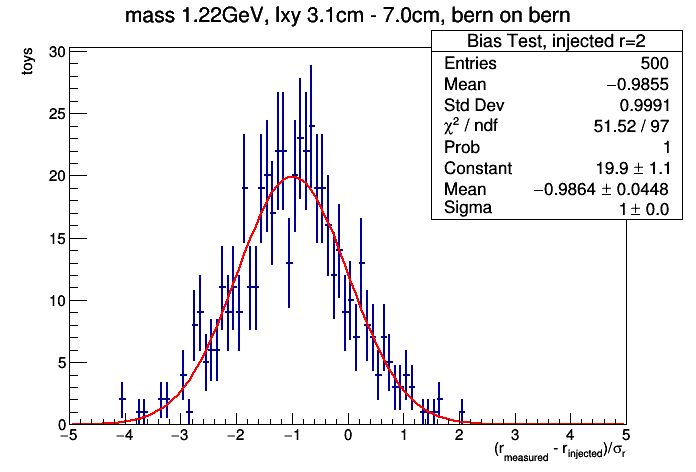 mass 1.22GeV, lxy 3.1cm - 7.0cm, bern on bern
Bias Test, injected r=2
Entries 500
Mean −0.9855
Std Dev 0.9991
χ² / ndf 51.52 / 97
Prob 1
Constant 19.9 ± 1.1
Mean −0.9864 ± 0.0448
Sigma 1 ± 0.0
toys
30
25
20
15
10
5
0
−5 −4 −3 −2 −1 0 1 2 3 4 5
(r_measured - r_injected)/σ_r